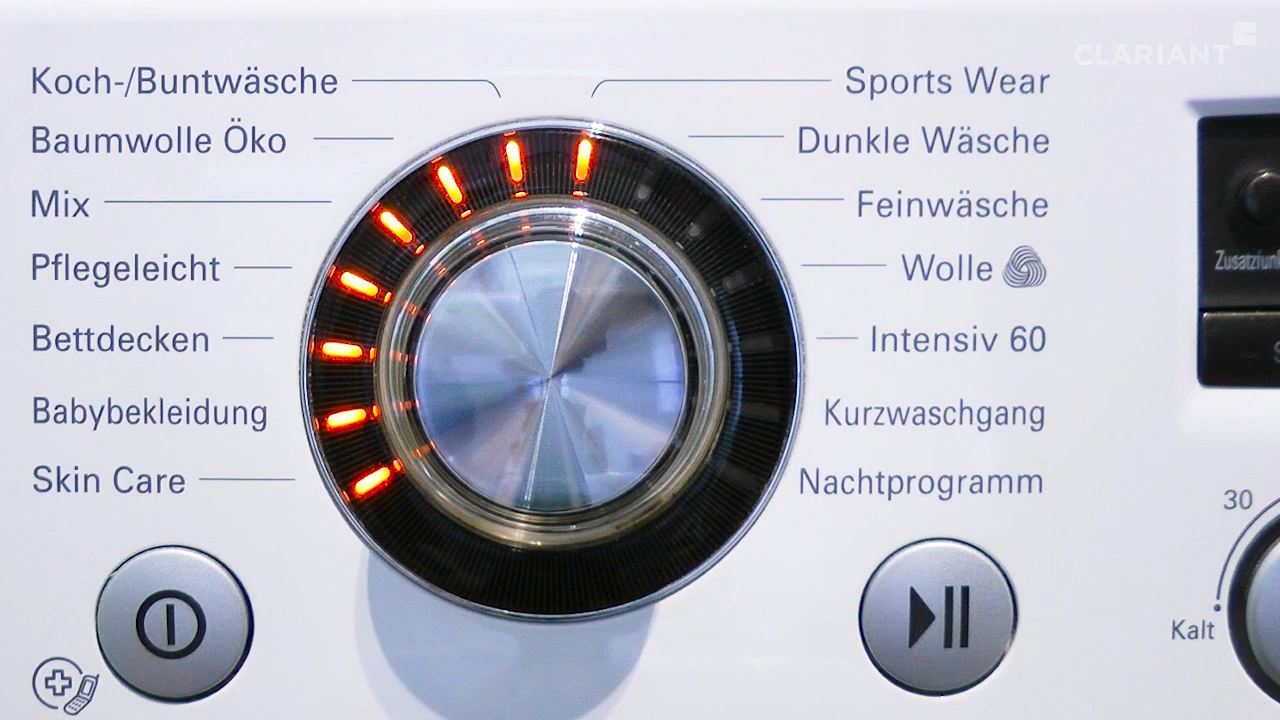 CLARIANT
Koch-/Buntwäsche
Baumwolle Öko
Mix
Pflegeleicht
Bettdecken
Babybekleidung
Skin Care
Sports Wear
Dunkle Wäsche
Feinwäsche
Wolle
Intensiv 60
Kurzwaschgang
Nachtprogramm
30
Kalt